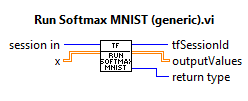 Run Softmax MNIST (generic).vi
session in
TF
tfSessionId
x
RUN
SOFTMAX
MNIST
outputValues
return type